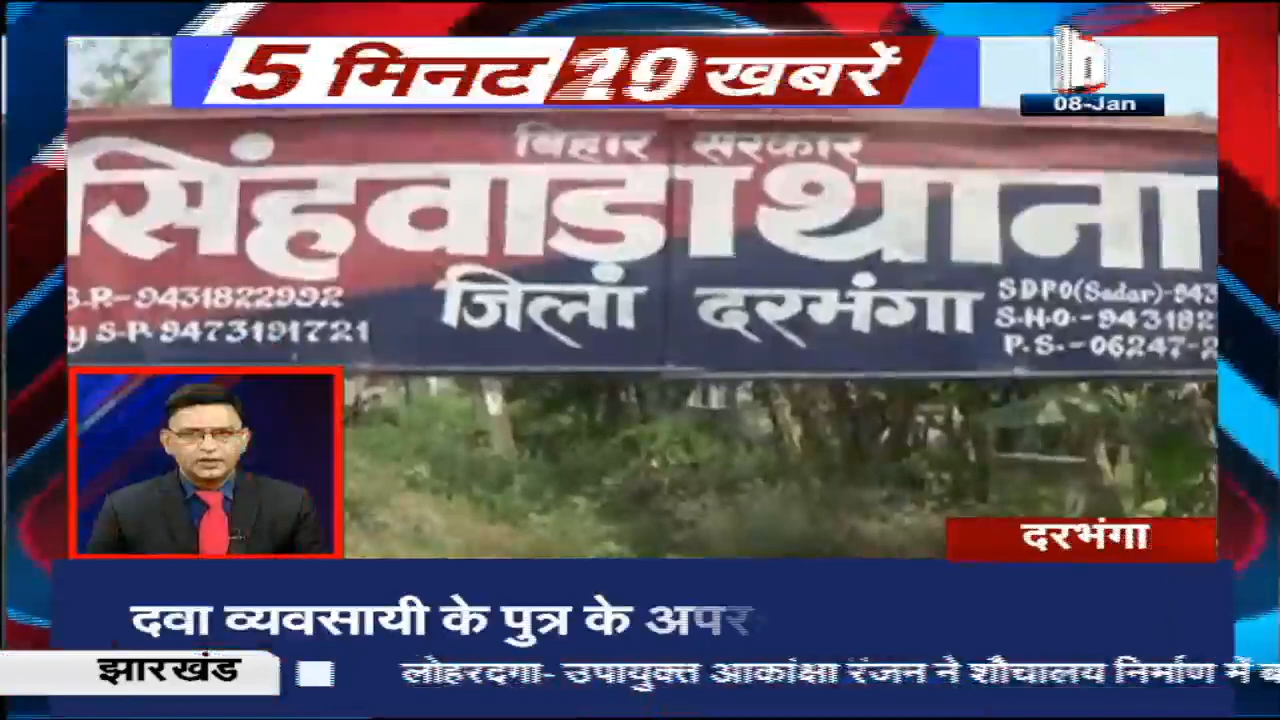 5 मिनट 20 खबरें
b
08-Jan
बिहार सरकार
सिंहवाड़ा थाना
जिला दरभंगा
S.P.- 9431822992
y S.P. 9473191721
SDPO(Sadar)-943
S.H.O.-943182
P.S.-06247-2
दरभंगा
दवा व्यवसायी के पुत्र के अपर
झारखंड
लोहरदगा- उपायुक्त आकांक्षा रंजन ने शौचालय निर्माण में